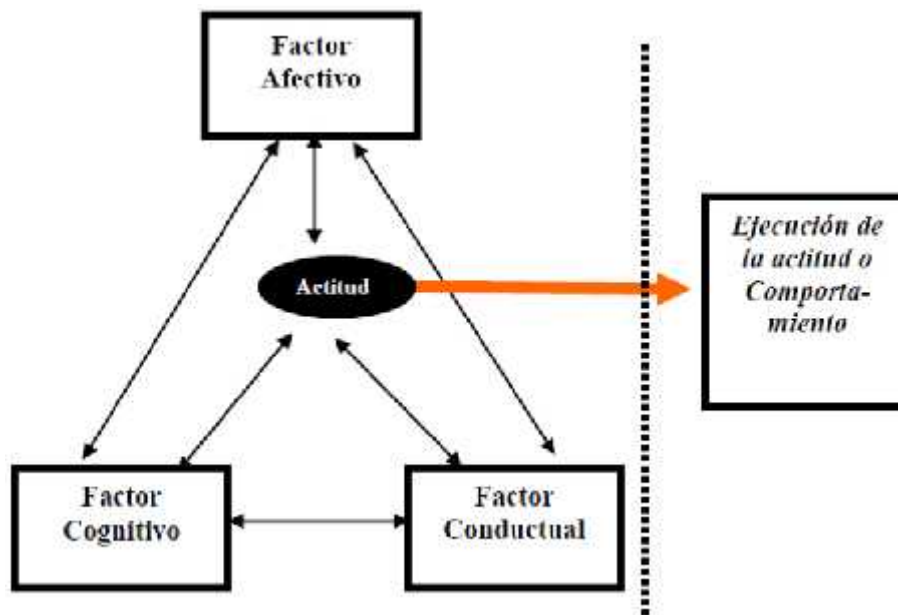 Factor
Afectivo
Actitud
Ejecución de
la actitud o
Comporta-
miento
Factor
Cognitivo
Factor
Conductual